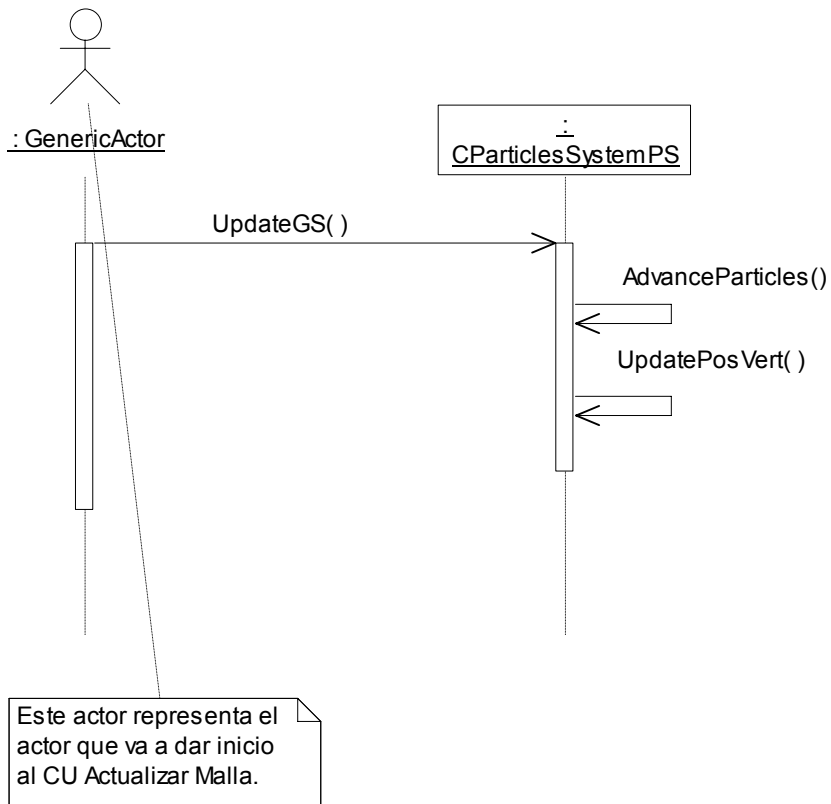 : GenericActor
:
CParticlesSystemPS
UpdateGS( )
AdvanceParticles()
UpdatePosVert( )
Este actor representa el
actor que va a dar inicio
al CU Actualizar Malla.